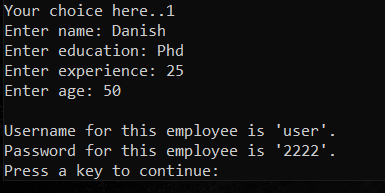 Your choice here..1
Enter name: Danish
Enter education: Phd
Enter experience: 25
Enter age: 50
Username for this employee is 'user'.
Password for this employee is '2222'.
Press a key to continue: